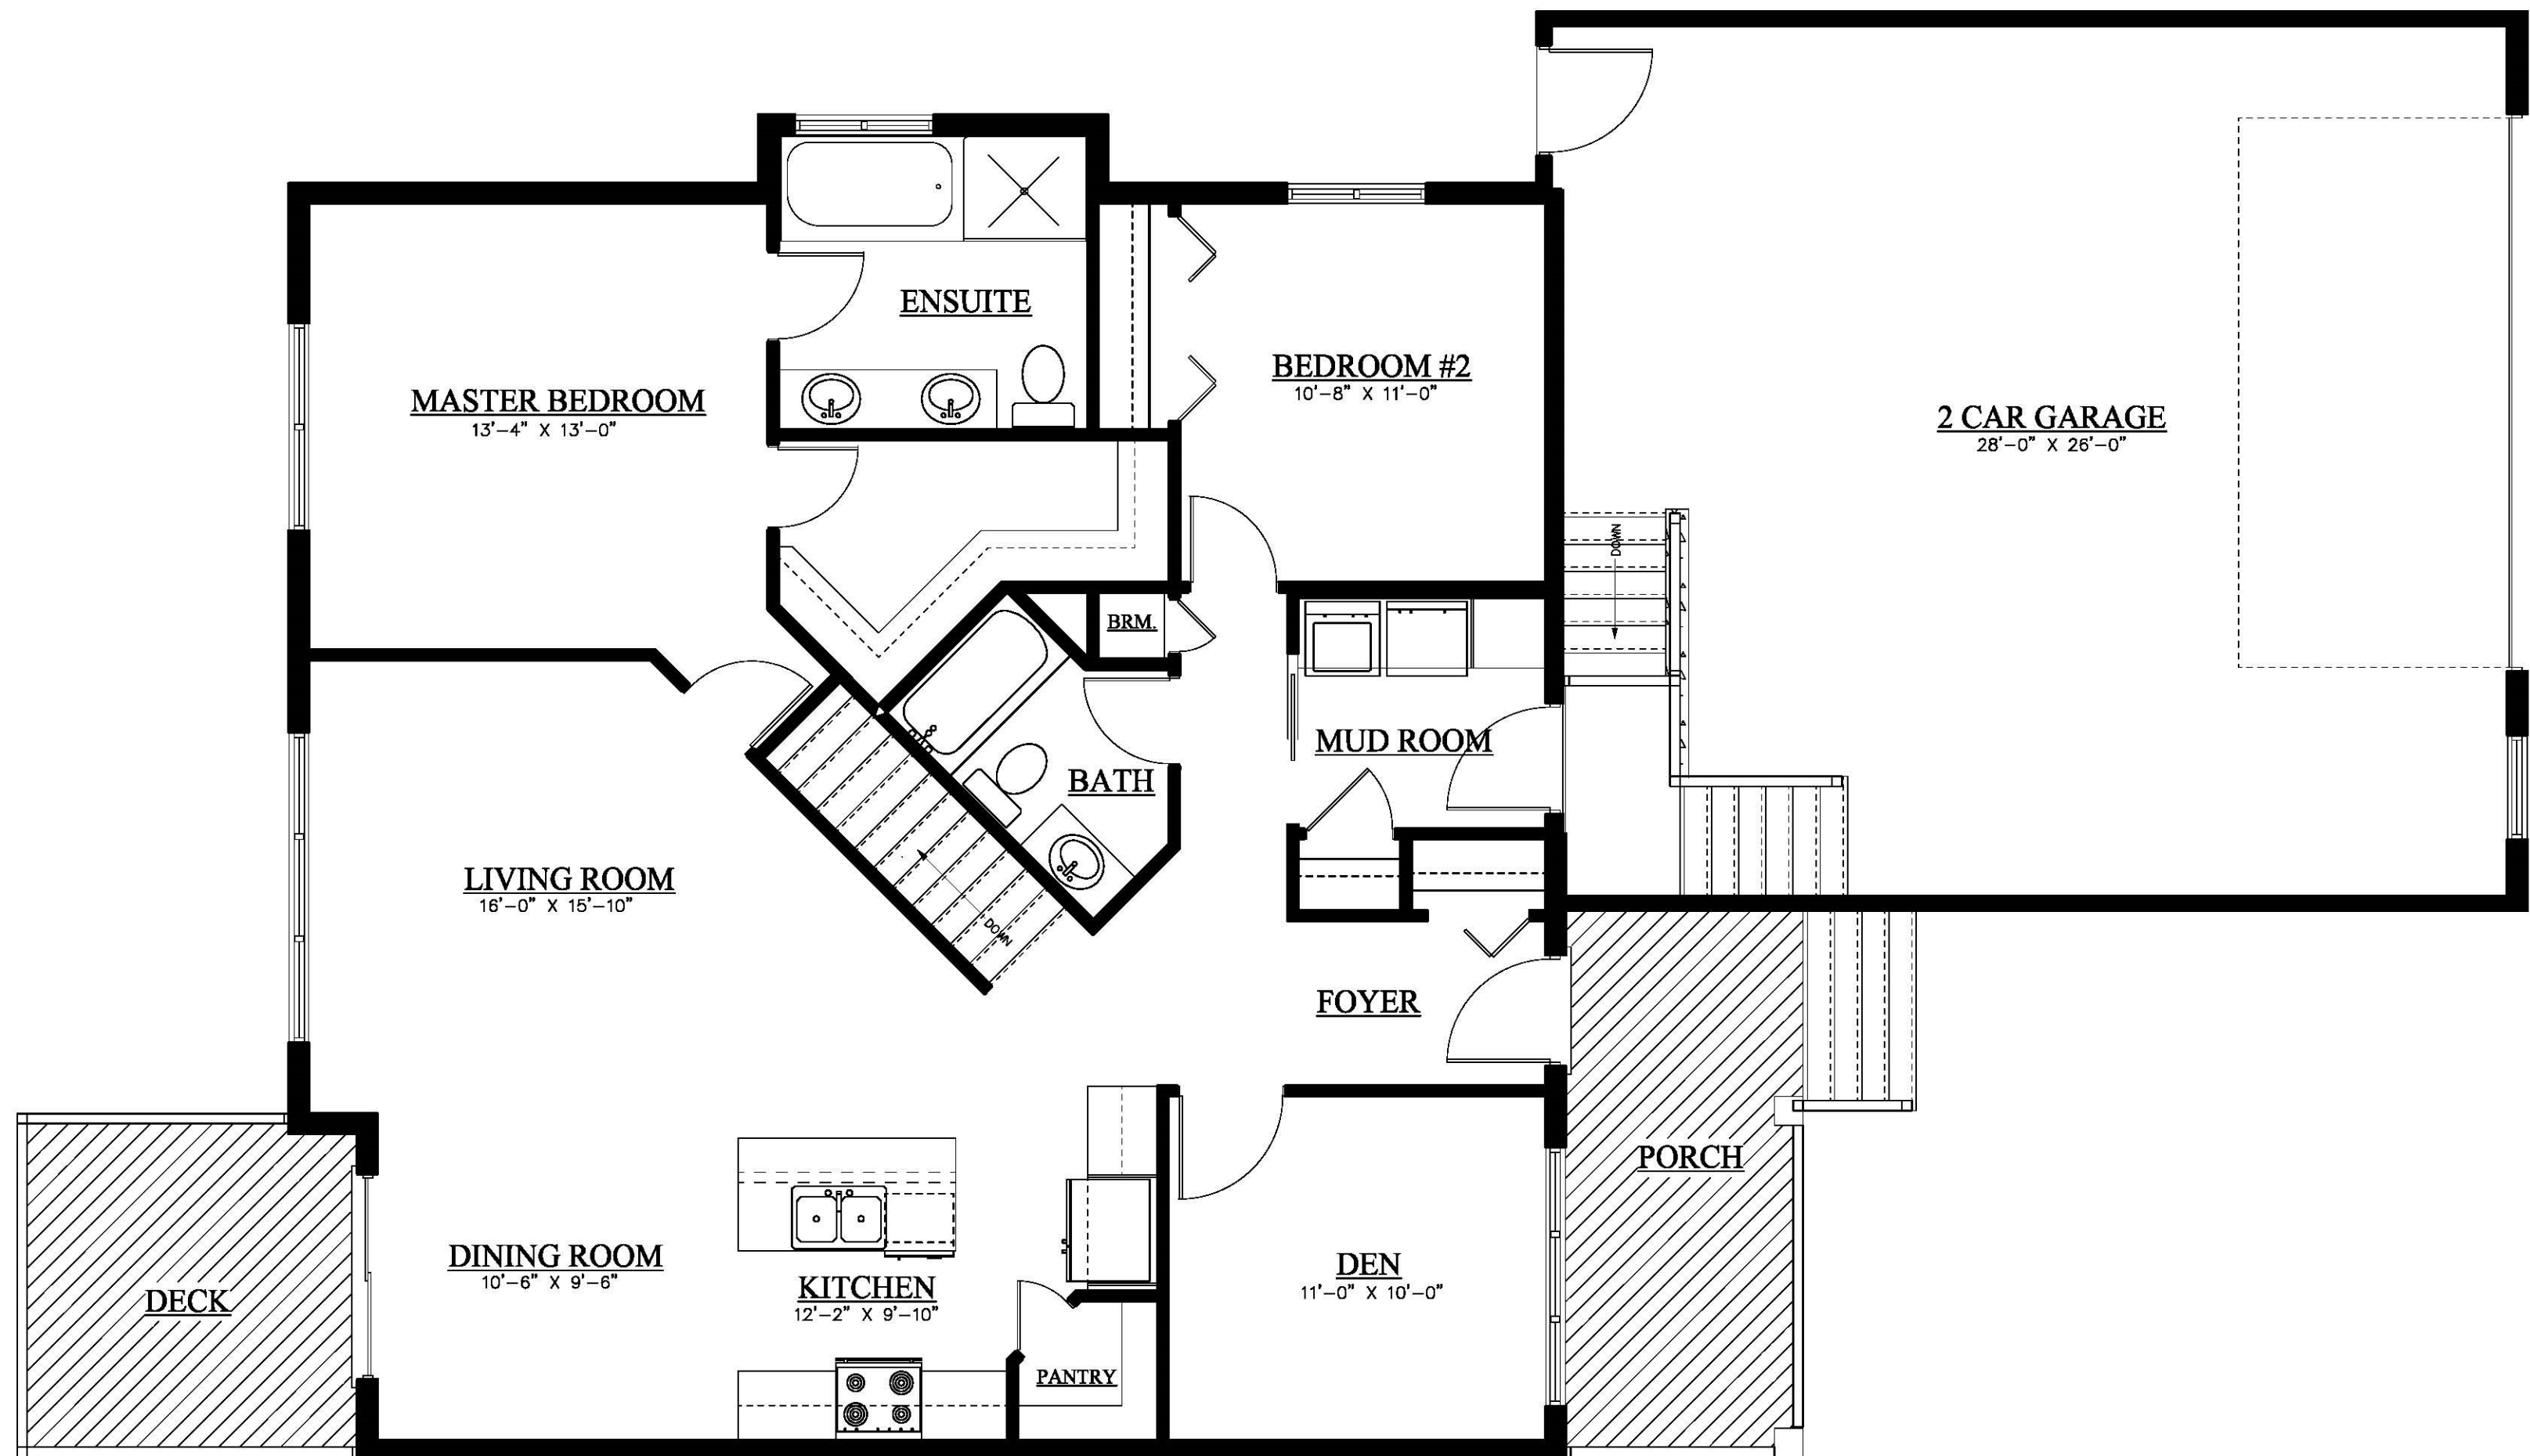 ENSUITE
BEDROOM #2
10'-8" X 11'-0"
MASTER BEDROOM
13'-4" X 13'-0"
2 CAR GARAGE
28'-0" X 26'-0"
DOWN
BRM.
MUD ROOM
BATH
LIVING ROOM
16'-0" X 15'-10"
DOWN
FOYER
PORCH
DINING ROOM
10'-6" X 9'-6"
KITCHEN
12'-2" X 9'-10"
DEN
11'-0" X 10'-0"
DECK
PANTRY